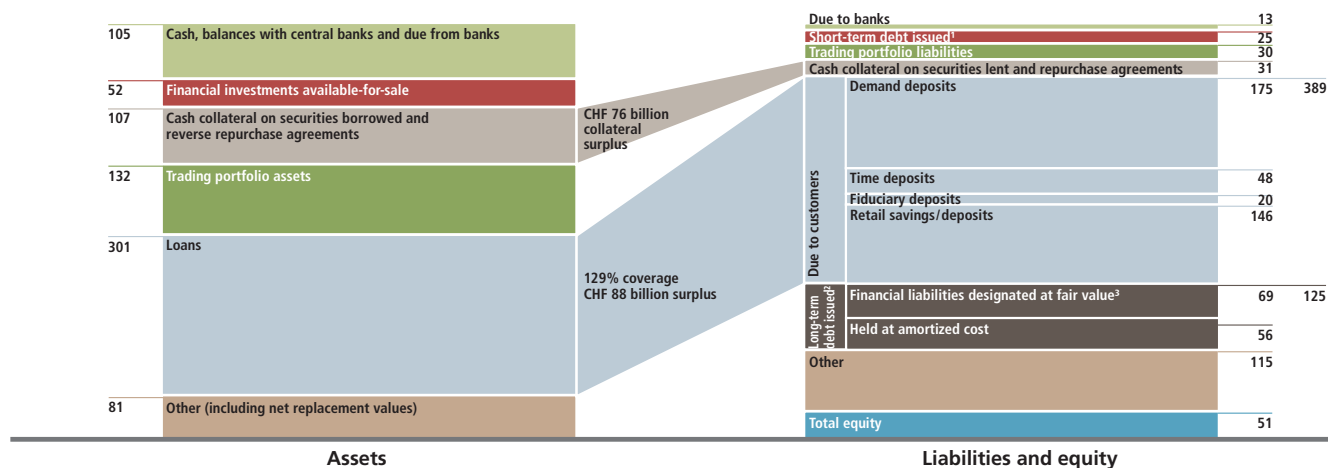 105 Cash, balances with central banks and due from banks
52 Financial investments available-for-sale
107 Cash collateral on securities borrowed and
reverse repurchase agreements
132 Trading portfolio assets
301 Loans
81 Other (including net replacement values)
Assets
CHF 76 billion
collateral
surplus
129% coverage
CHF 88 billion surplus
Due to banks 13
Short-term debt issued¹ 25
Trading portfolio liabilities 30
Cash collateral on securities lent and repurchase agreements 31
Due to customers
Demand deposits 175 389
Time deposits 48
Fiduciary deposits 20
Retail savings/deposits 146
Long-term
debt issued²
Financial liabilities designated at fair value³ 69 125
Held at amortized cost 56
Other 115
Total equity 51
Liabilities and equity